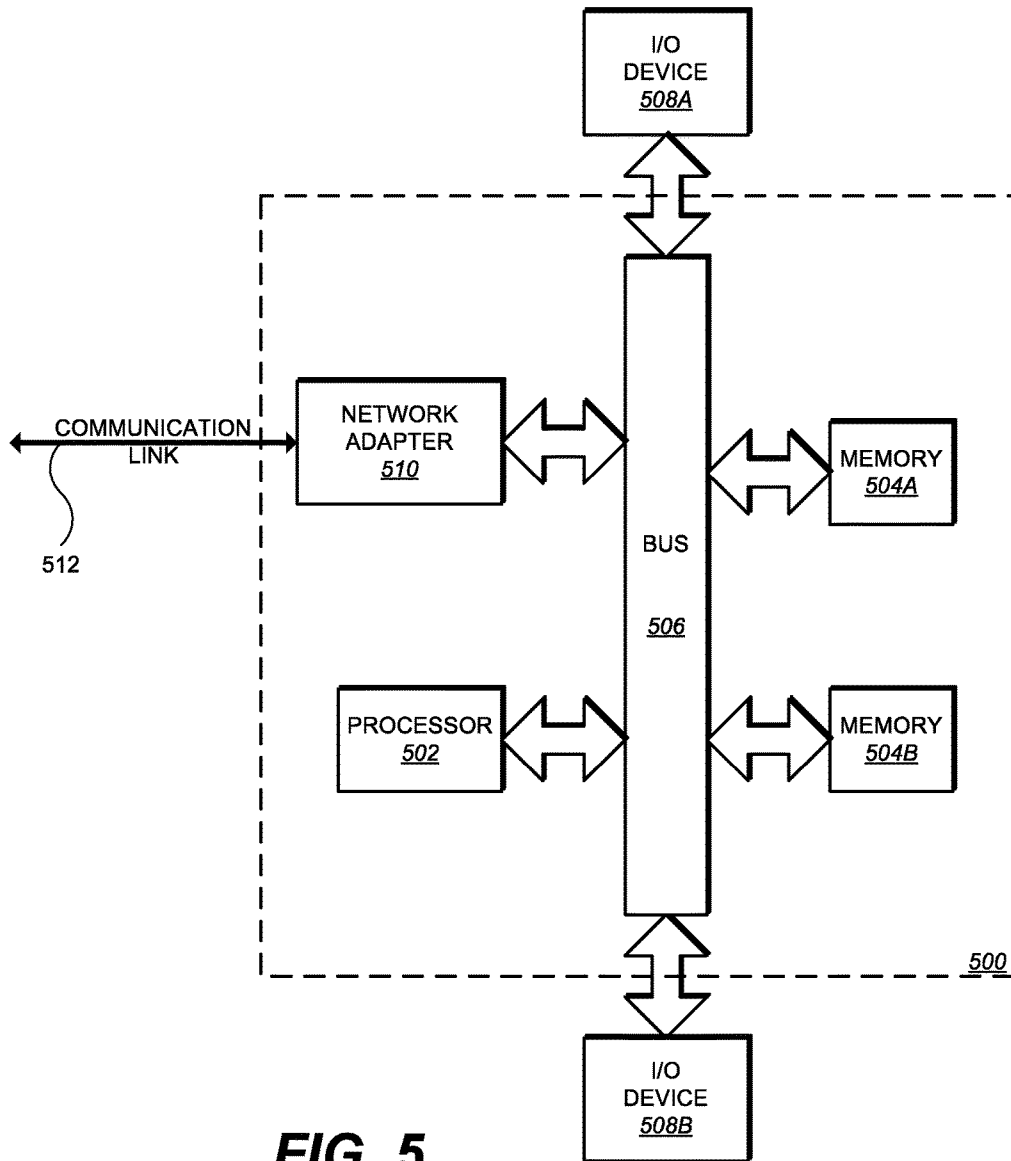 I/O
DEVICE
508A
COMMUNICATION
LINK
512
NETWORK
ADAPTER
510
MEMORY
504A
BUS
506
PROCESSOR
502
MEMORY
504B
500
I/O
DEVICE
508B
FIG. 5